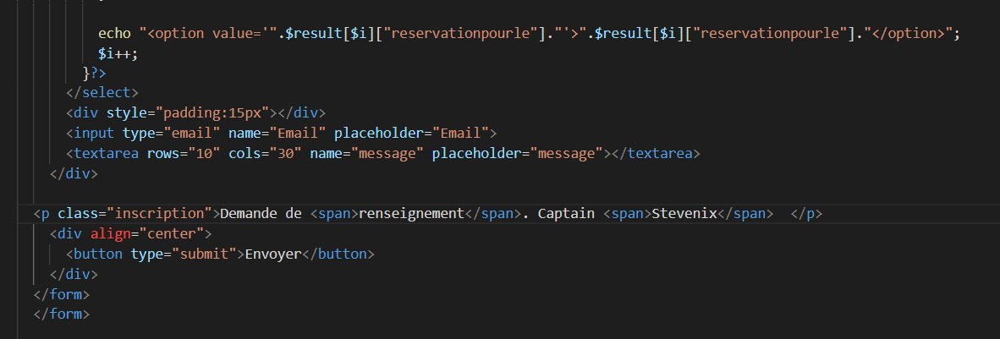 echo "<option value='".$result[$i]["reservationpourle"]."'>".$result[$i]["reservationpourle"]."</option>";
$i++;
}?>
</select>
<div style="padding:15px"></div>
<input type="email" name="Email" placeholder="Email">
<textarea rows="10" cols="30" name="message" placeholder="message"></textarea>
</div>
<p class="inscription">Demande de <span>renseignement</span>. Captain <span>Stevenix</span>  </p>
<div align="center">
<button type="submit">Envoyer</button>
</div>
</form>
</form>